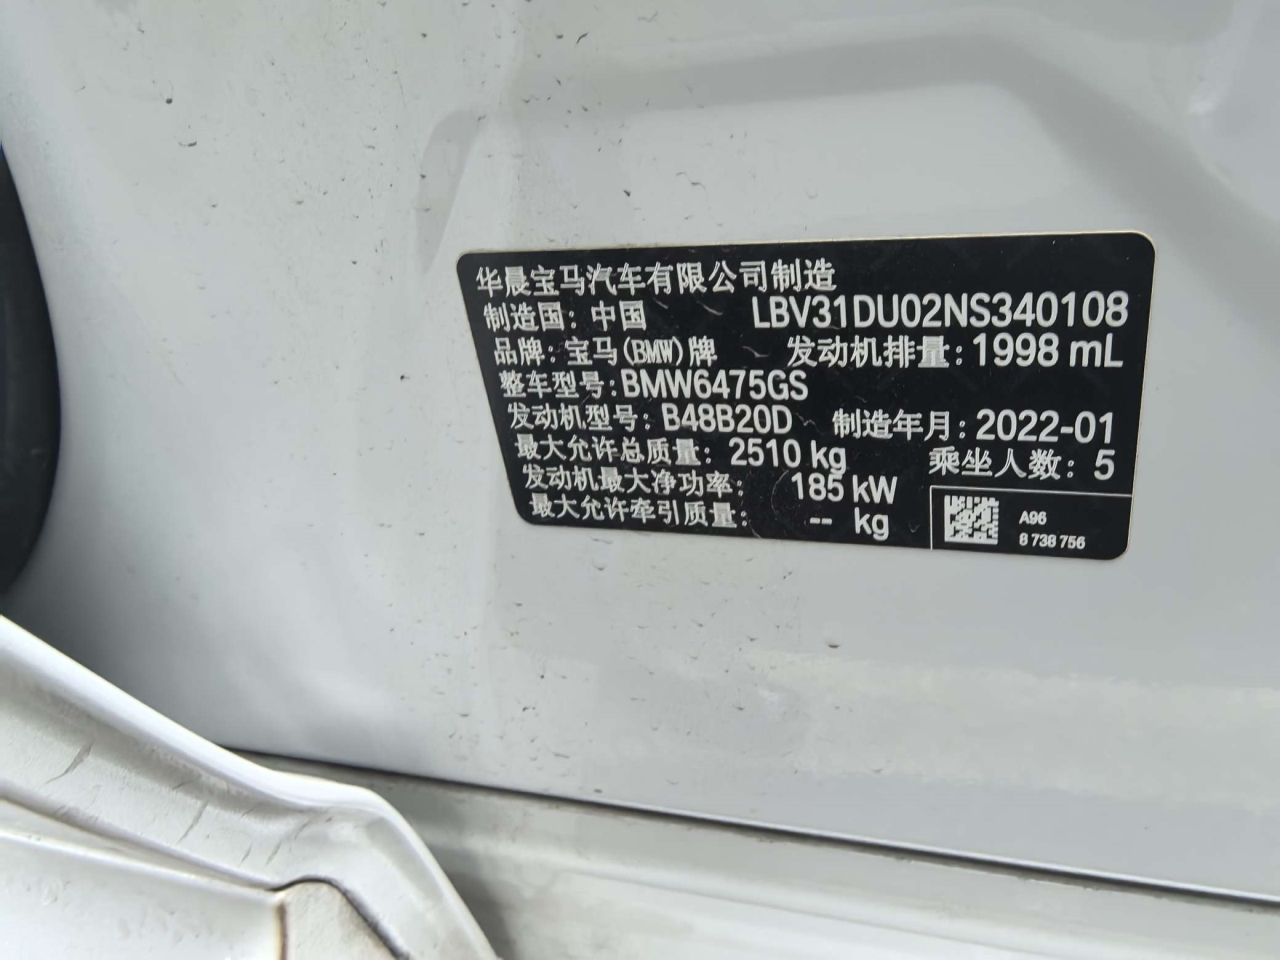 华晨宝马汽车有限公司制造
制造国：中国 LBV31DU02NS340108
品牌：宝马(BMW)牌 发动机排量：1998 mL
整车型号：BMW6475GS
发动机型号：B48B20D 制造年月：2022-01
最大允许总质量：2510 kg 乘坐人数：5
发动机最大净功率：185 kW
最大允许牵引质量：-- kg
A96
8 738 756